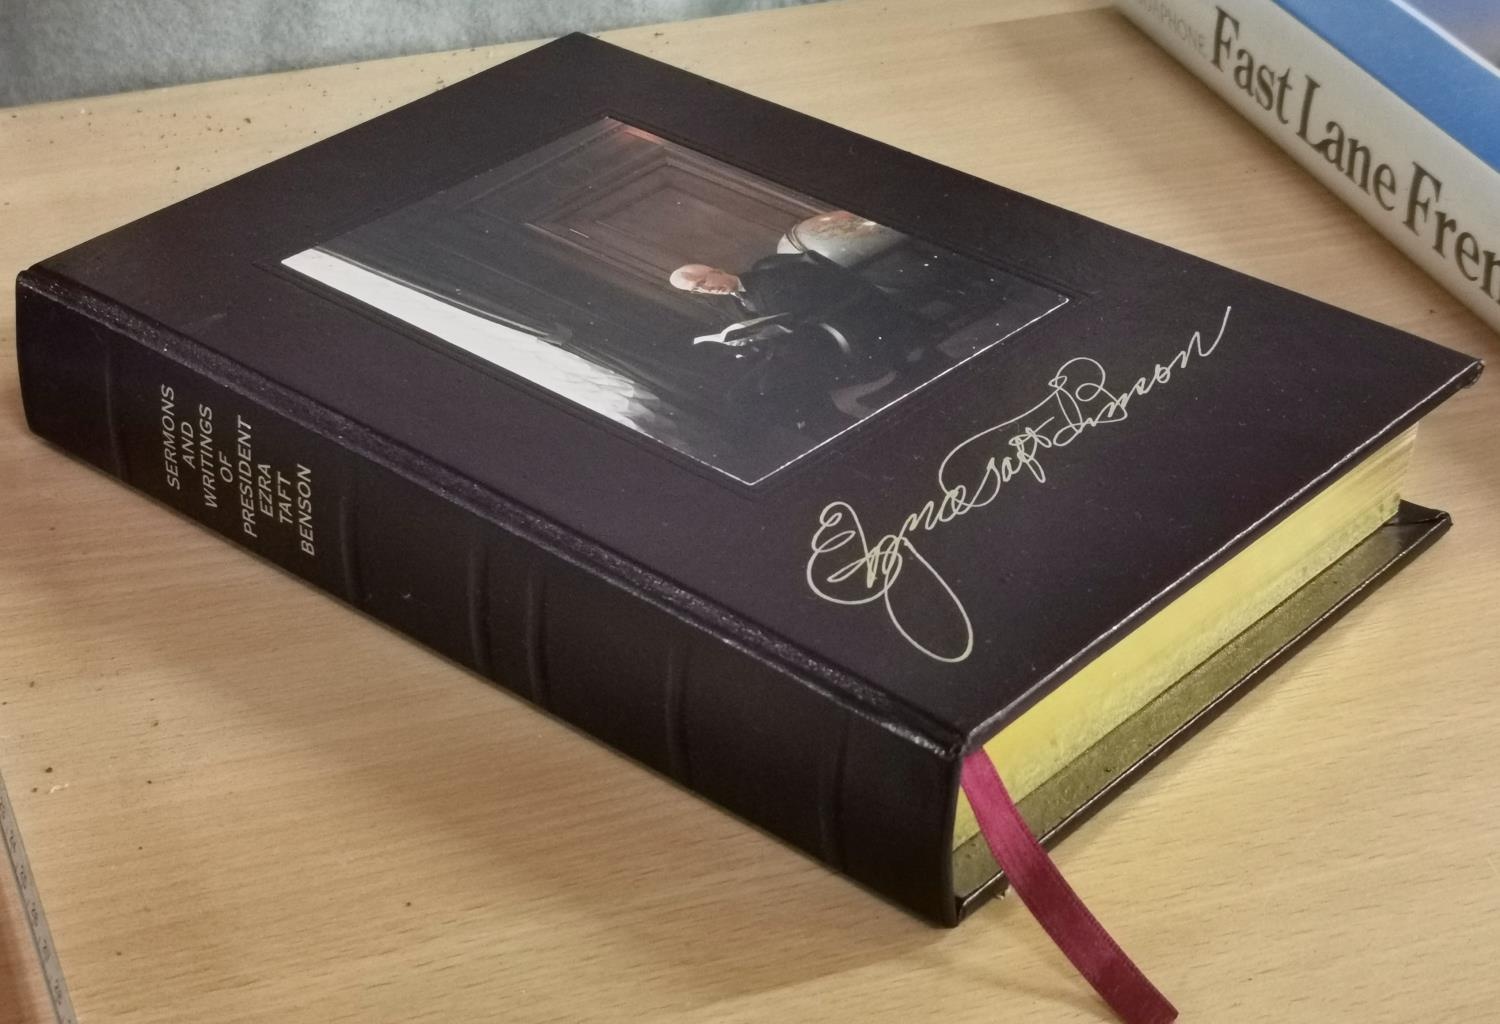 SERMONS
AND
WRITINGS
OF
PRESIDENT
EZRA
TAFT
BENSON
Ezra Taft Benson
Fast Lane Fren